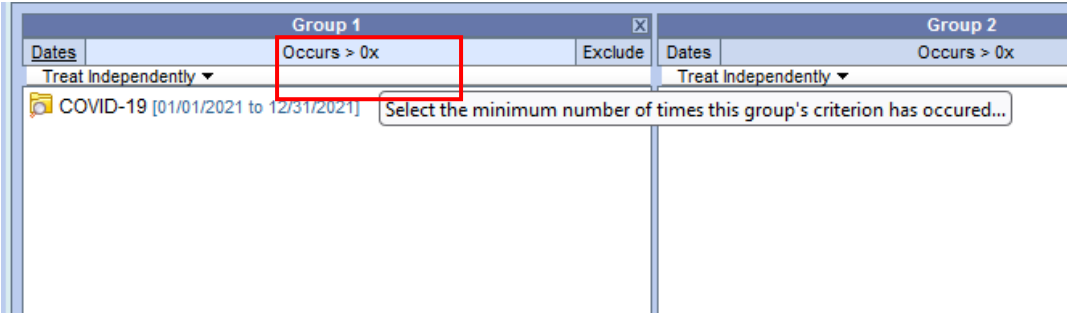 Group 1
Group 2
Dates Occurs > 0x Exclude
Dates Occurs > 0x
Treat Independently
Treat Independently
COVID-19 [01/01/2021 to 12/31/2021]
Select the minimum number of times this group's criterion has occured...